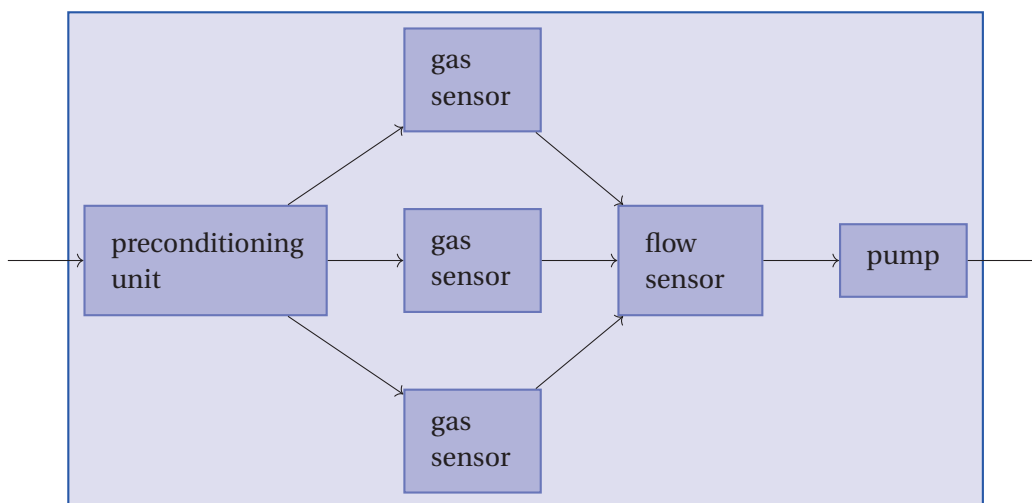 gas
sensor
preconditioning
unit
gas
sensor
flow
sensor
pump
gas
sensor